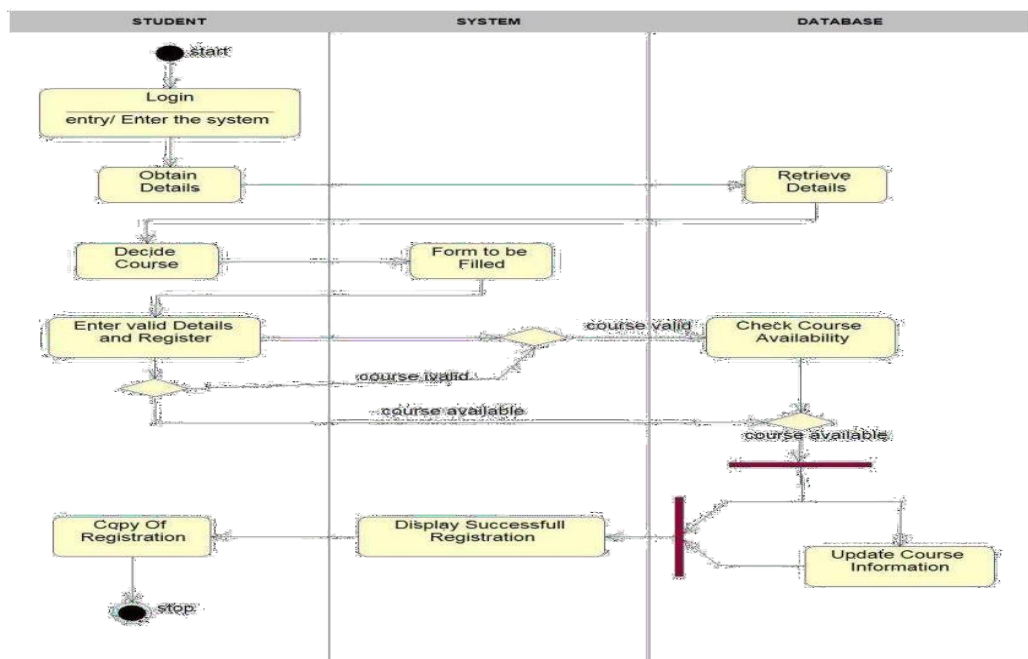 STUDENT
SYSTEM
DATABASE
start
Login
entry/ Enter the system
Obtain
Details
Retrieve
Details
Decide
Course
Form to be
Filled
Enter valid Details
and Register
course valid
Check Course
Availability
course ivalid
course available
course available
Copy Of
Registration
Display Successfull
Registration
Update Course
Information
stop